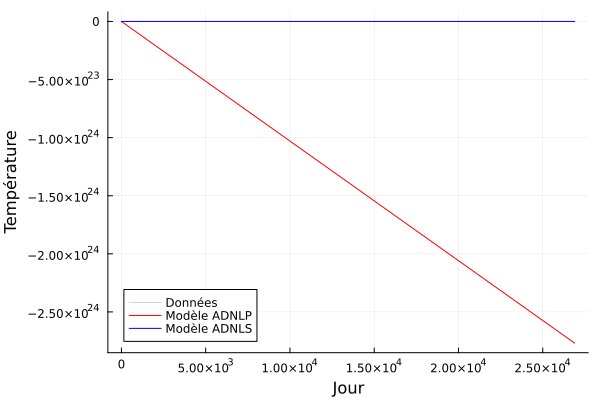 0
−5.00×10²³
−1.00×10²⁴
−1.50×10²⁴
−2.00×10²⁴
−2.50×10²⁴
Température
Données
Modèle ADNLP
Modèle ADNLS
0 5.00×10³ 1.00×10⁴ 1.50×10⁴ 2.00×10⁴ 2.50×10⁴
Jour